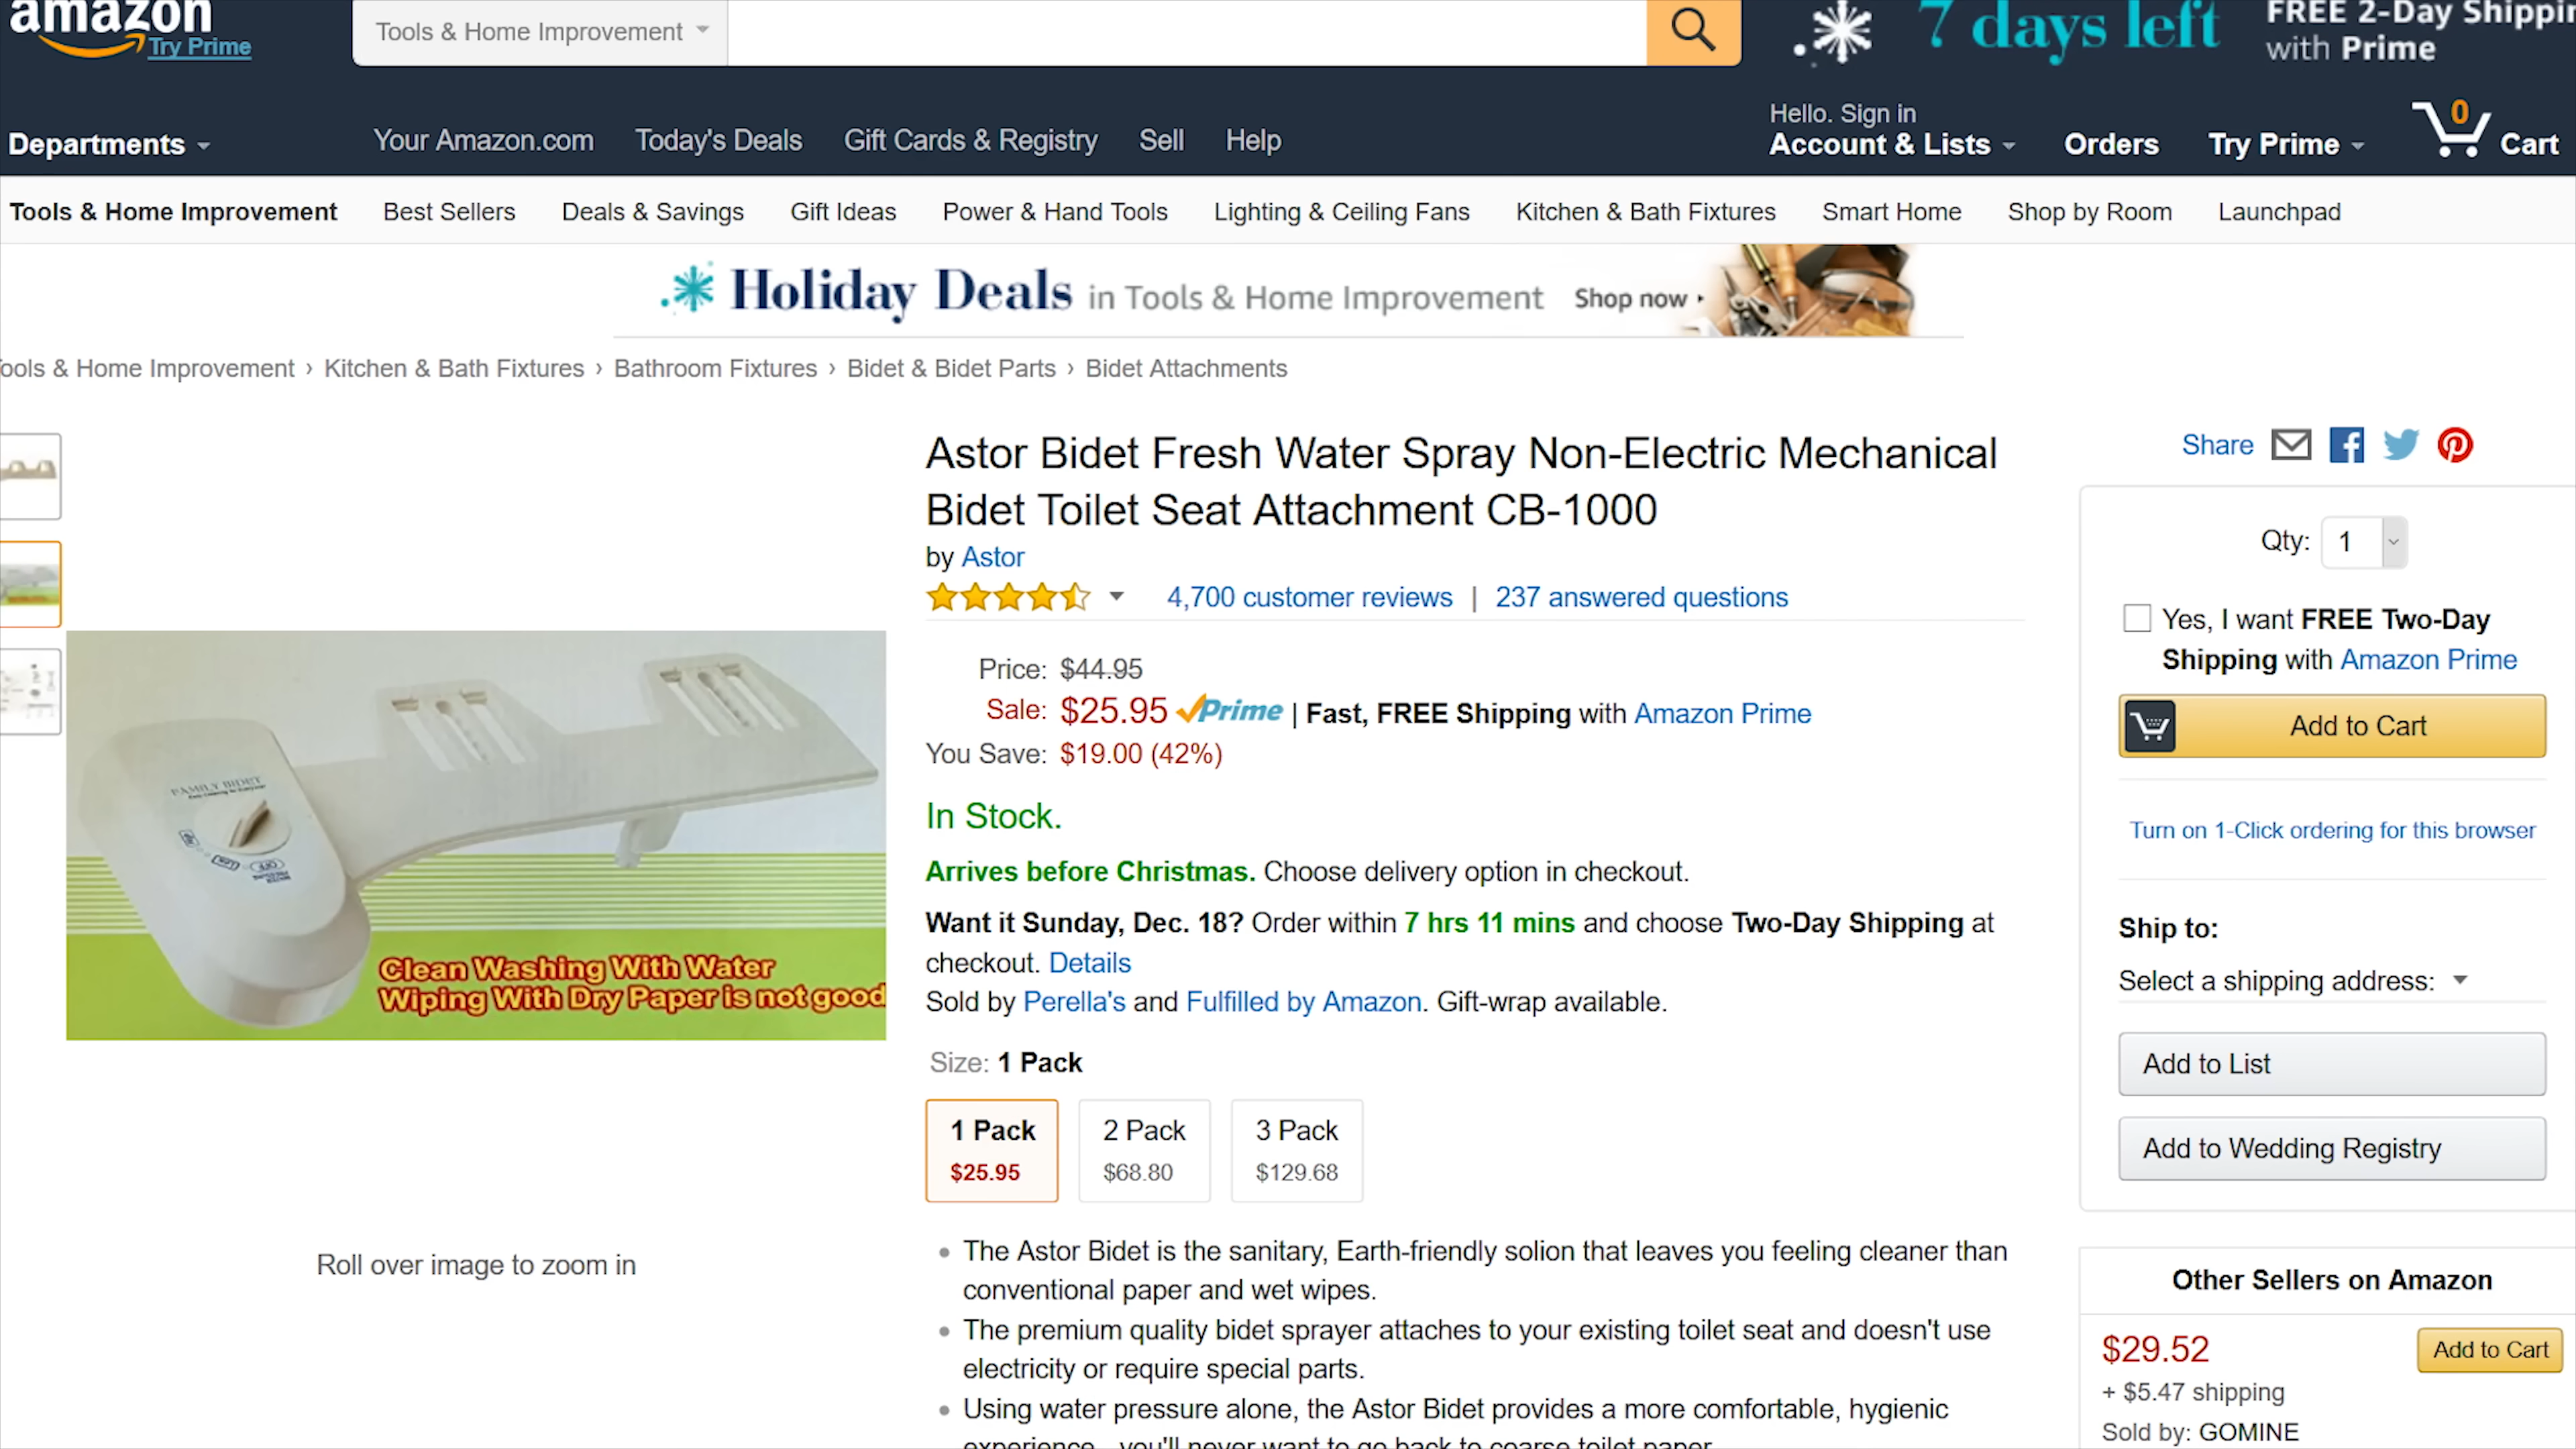 amazon
Try Prime
Tools & Home Improvement
7 days left
FREE 2-Day Shippin
with Prime
Departments
Your Amazon.com
Today's Deals
Gift Cards & Registry
Sell
Help
Hello. Sign in
Account & Lists
Orders
Try Prime
0
Cart
Tools & Home Improvement
Best Sellers
Deals & Savings
Gift Ideas
Power & Hand Tools
Lighting & Ceiling Fans
Kitchen & Bath Fixtures
Smart Home
Shop by Room
Launchpad
Holiday Deals in Tools & Home Improvement Shop now
ools & Home Improvement › Kitchen & Bath Fixtures › Bathroom Fixtures › Bidet & Bidet Parts › Bidet Attachments
FAMILY BIDET
Clean Washing With Water
Wiping With Dry Paper is not good
Roll over image to zoom in
Astor Bidet Fresh Water Spray Non-Electric Mechanical
Bidet Toilet Seat Attachment CB-1000
by Astor
4,700 customer reviews | 237 answered questions
Price: $44.95
Sale: $25.95 Prime | Fast, FREE Shipping with Amazon Prime
You Save: $19.00 (42%)
In Stock.
Arrives before Christmas. Choose delivery option in checkout.
Want it Sunday, Dec. 18? Order within 7 hrs 11 mins and choose Two-Day Shipping at
checkout. Details
Sold by Perella's and Fulfilled by Amazon. Gift-wrap available.
Size: 1 Pack
1 Pack
$25.95
2 Pack
$68.80
3 Pack
$129.68
The Astor Bidet is the sanitary, Earth-friendly solion that leaves you feeling cleaner than
conventional paper and wet wipes.
The premium quality bidet sprayer attaches to your existing toilet seat and doesn't use
electricity or require special parts.
Using water pressure alone, the Astor Bidet provides a more comfortable, hygienic
experience - you'll never want to go back to coarse toilet paper
Share
Qty: 1
Yes, I want FREE Two-Day
Shipping with Amazon Prime
Add to Cart
Turn on 1-Click ordering for this browser
Ship to:
Select a shipping address:
Add to List
Add to Wedding Registry
Other Sellers on Amazon
$29.52
Add to Cart
+ $5.47 shipping
Sold by: GOMINE